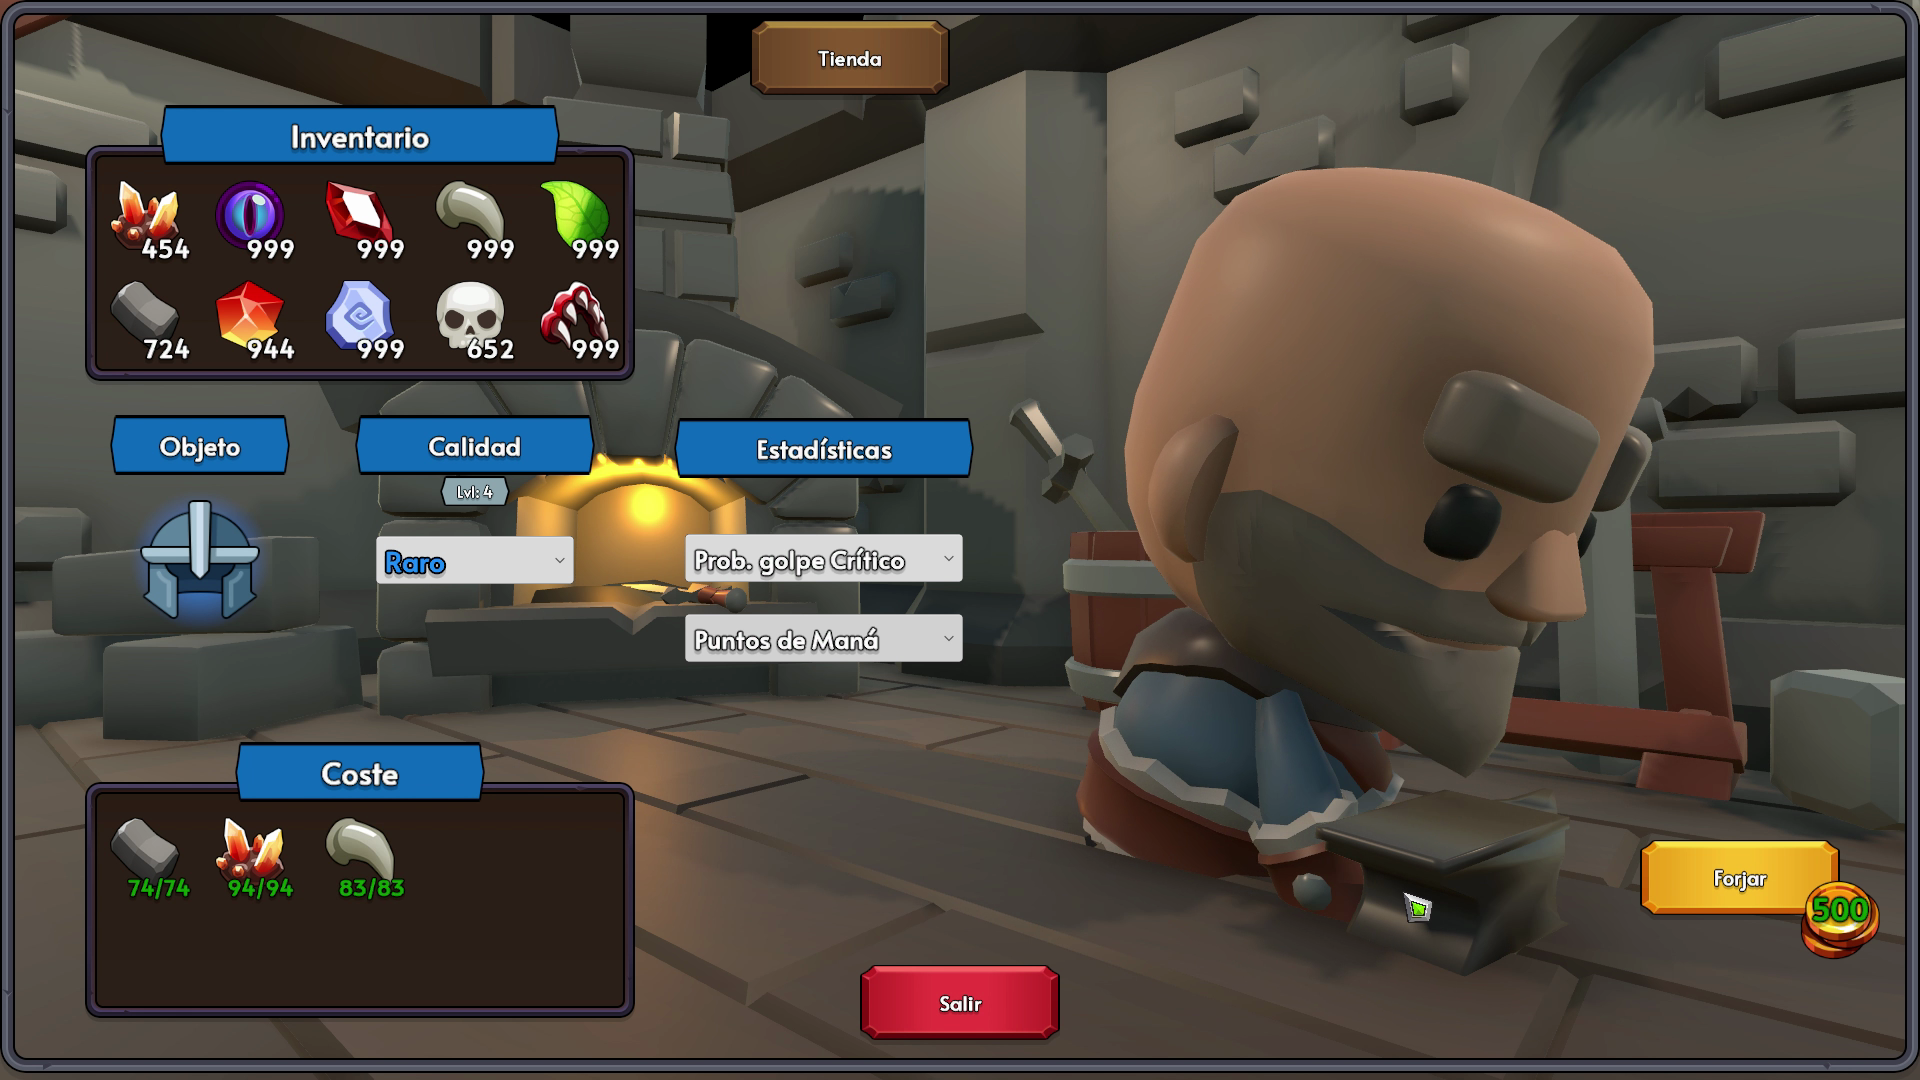 Tienda
Inventario
454 999 999 999 999
724 944 999 652 999
Objeto
Calidad
Estadísticas
Lvl: 4
Raro
Prob. golpe Crítico
Puntos de Maná
Coste
74/74 94/94 83/83
Forjar
500
Salir